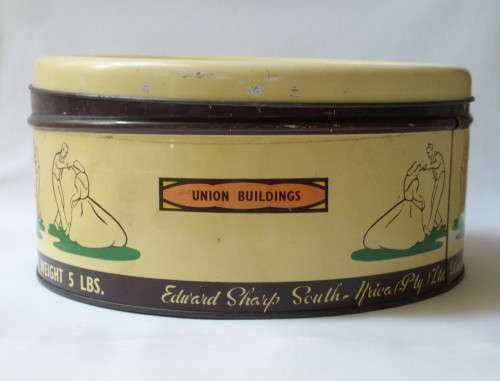 UNION BUILDINGS
WEIGHT 5 LBS.
Edward Sharp South-Africa (Pty) Ltd.